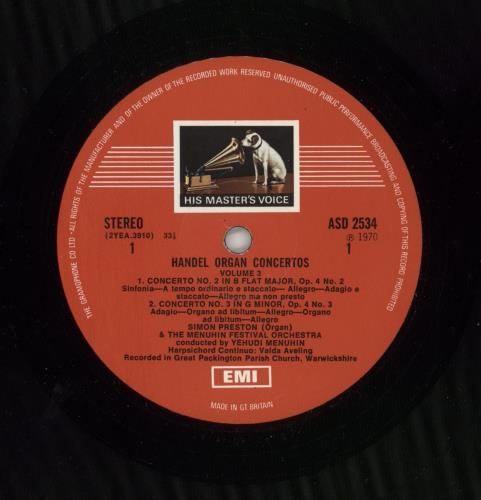 THE GRAMOPHONE CO LTD · ALL RIGHTS OF THE MANUFACTURER AND OF THE OWNER OF THE RECORDED WORK RESERVED UNAUTHORISED PUBLIC PERFORMANCE BROADCASTING AND COPYING OF THIS RECORD PROHIBITED
HIS MASTER'S VOICE
STEREO
ASD 2534
(2YEA.3910) 33⅓
℗ 1970
1
1
HANDEL ORGAN CONCERTOS
VOLUME 3
1. CONCERTO NO. 2 IN B FLAT MAJOR, Op. 4 No. 2
Sinfonia—A tempo ordinario e staccato— Allegro—Adagio e
staccato—Allegro ma non presto
2. CONCERTO NO. 3 IN G MINOR, Op. 4 No. 3
Adagio—Organo ad libitum—Allegro—Organo
ad libitum—Allegro
SIMON PRESTON (Organ)
& THE MENUHIN FESTIVAL ORCHESTRA
conducted by YEHUDI MENUHIN
Harpsichord Continuo: Valda Aveling
Recorded in Great Packington Parish Church, Warwickshire
EMI
MADE IN GT. BRITAIN